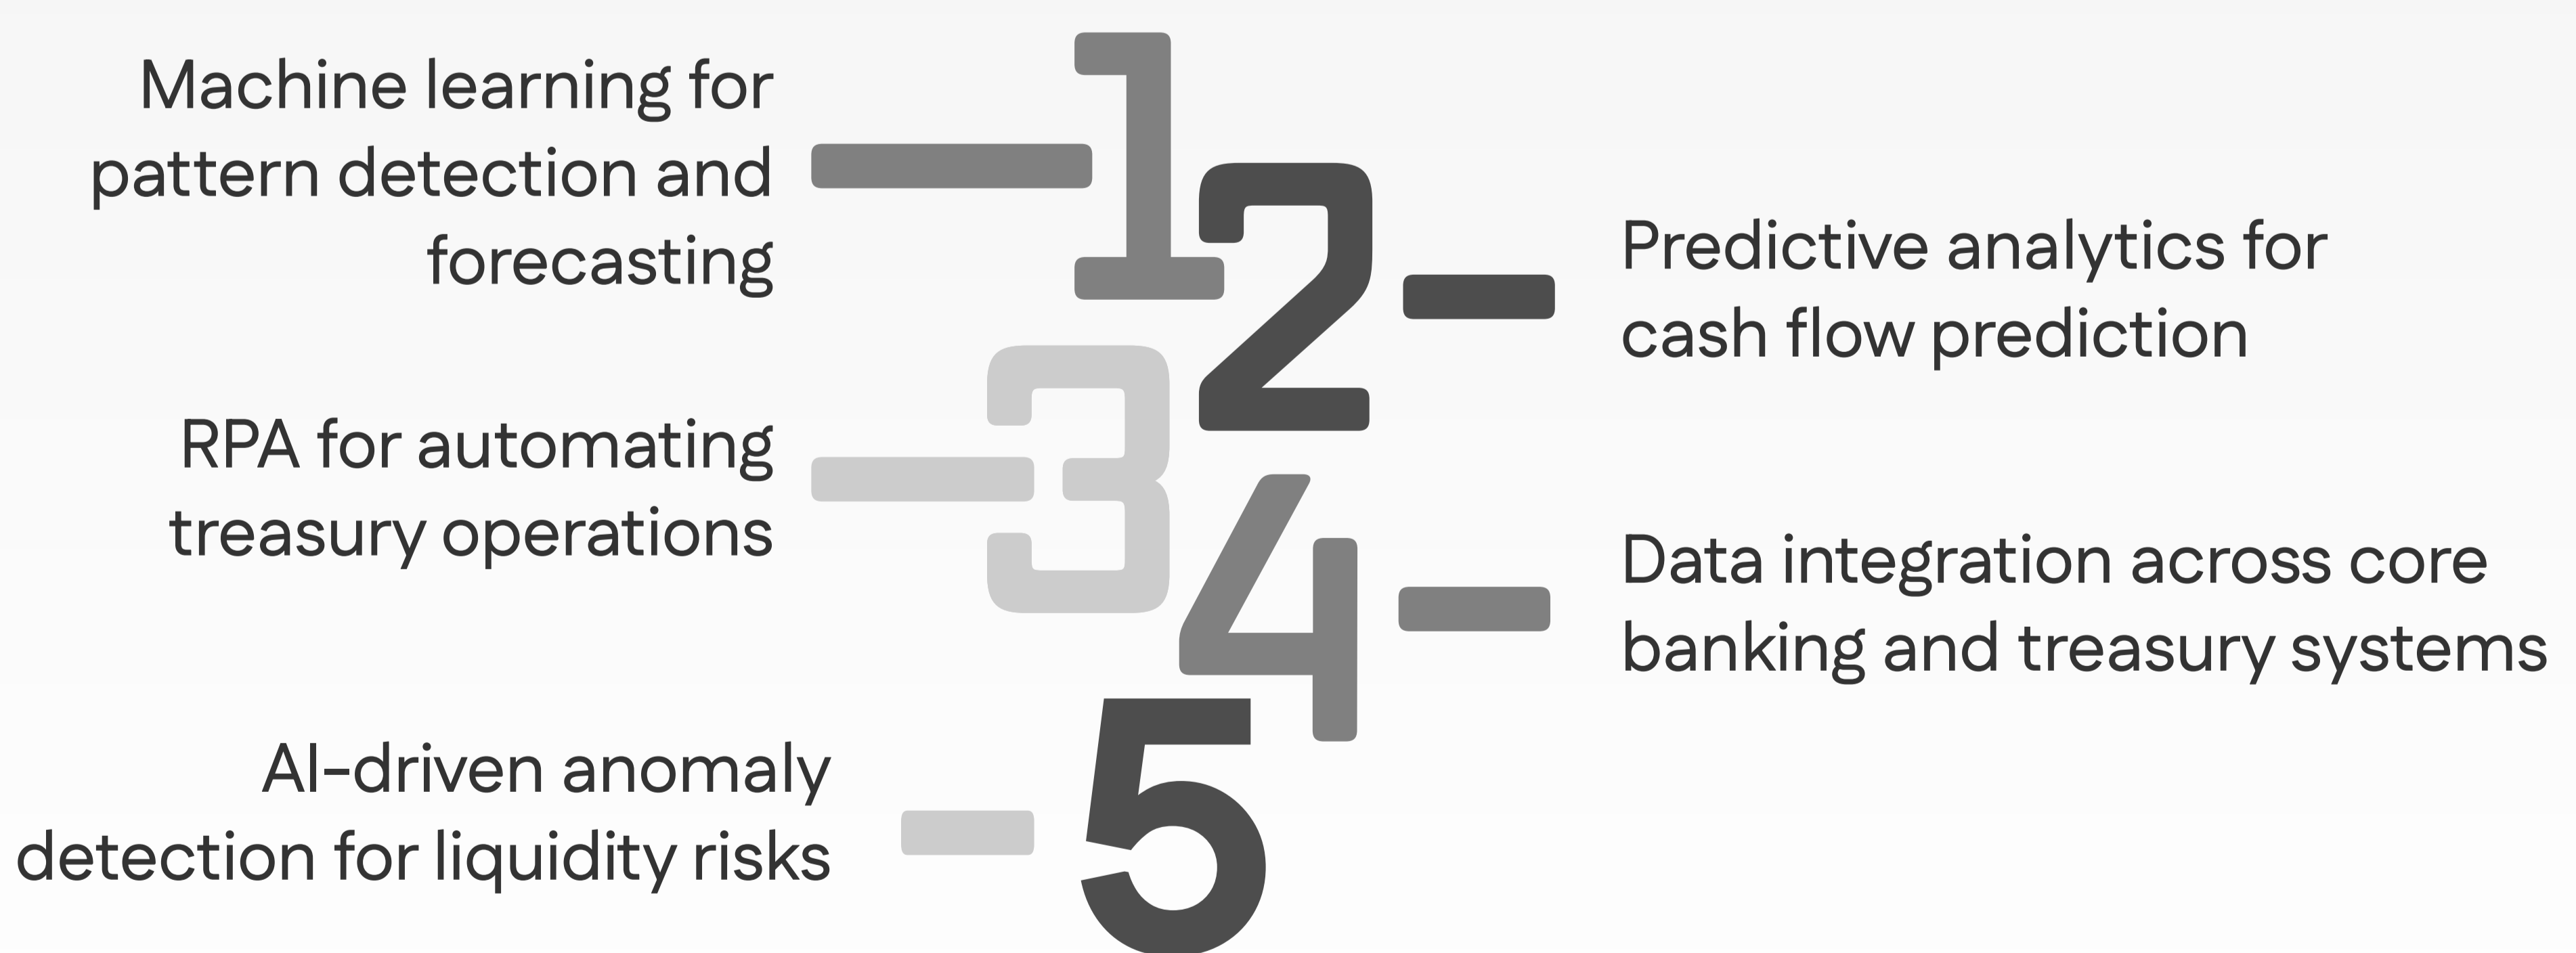 Machine learning for
pattern detection and
forecasting
1
2
Predictive analytics for
cash flow prediction
RPA for automating
treasury operations
3
4
Data integration across core
banking and treasury systems
AI-driven anomaly
detection for liquidity risks
5